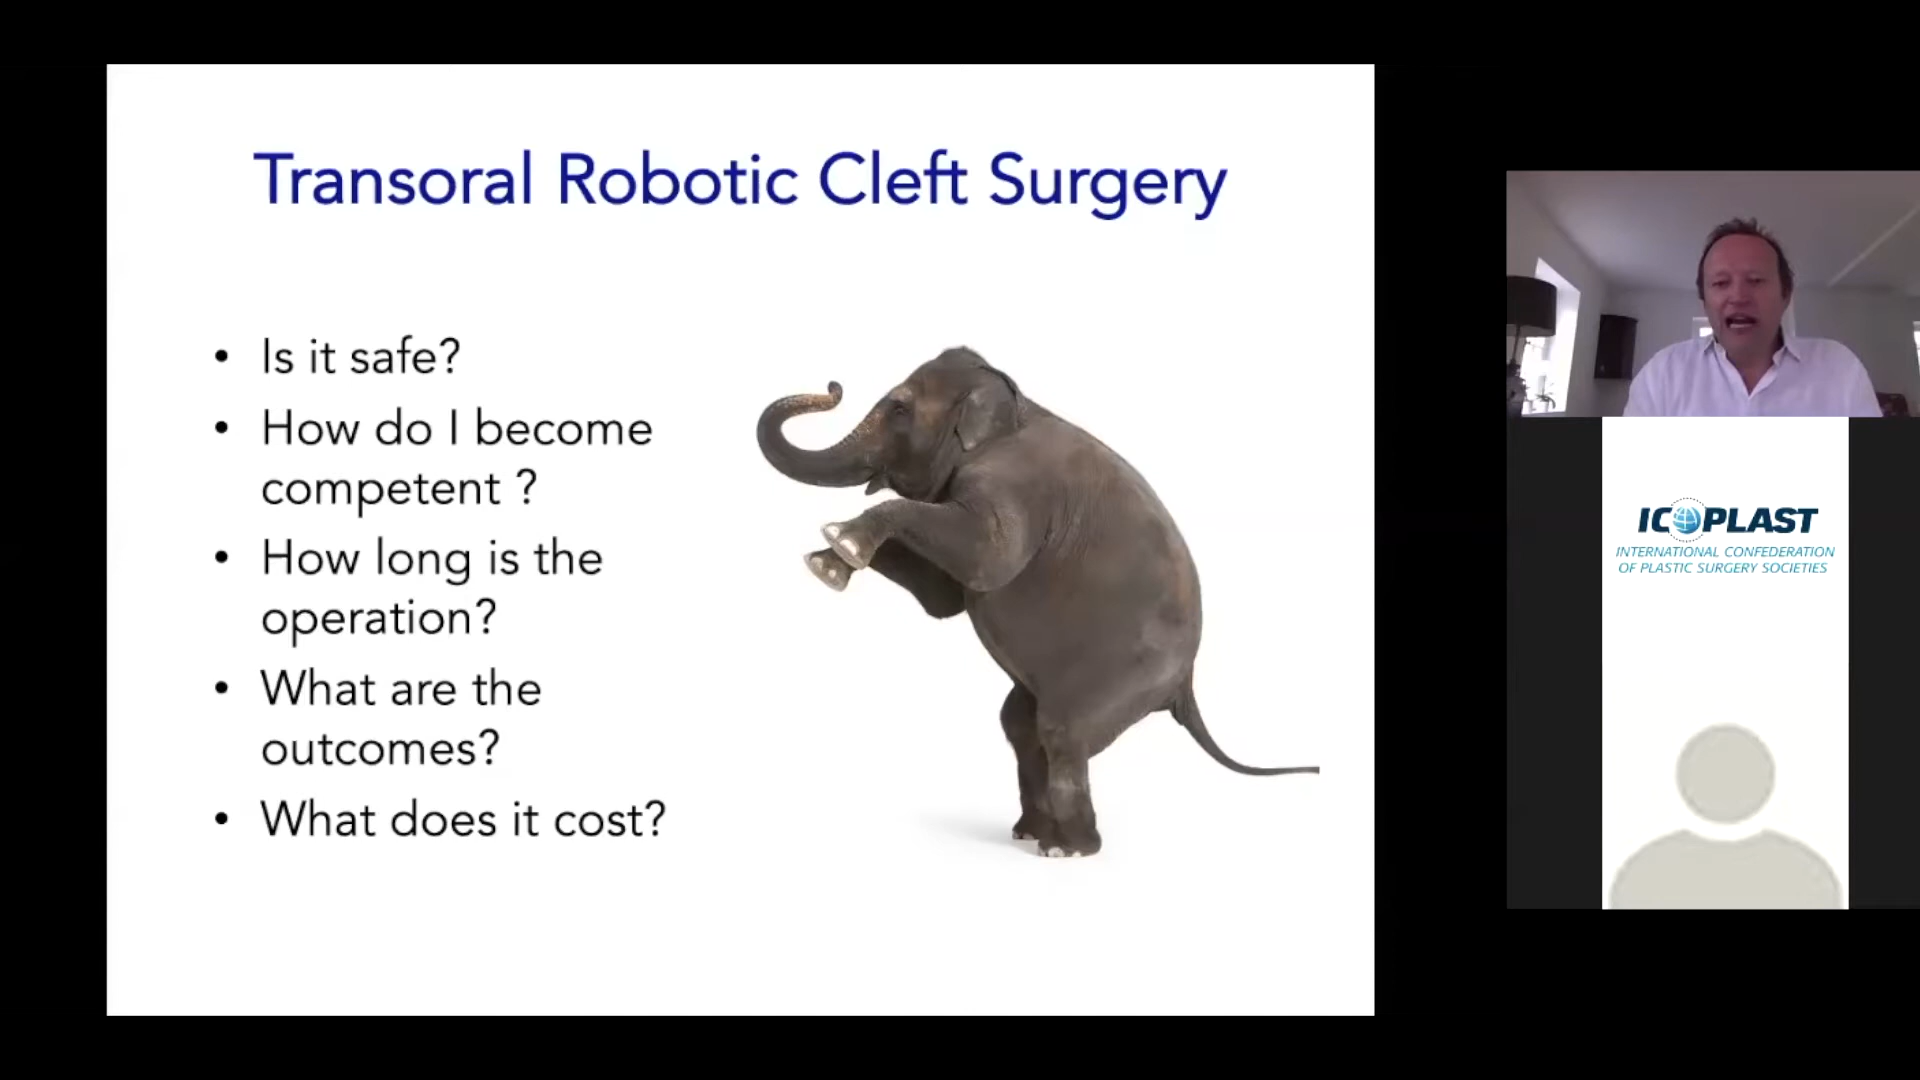 Transoral Robotic Cleft Surgery
• Is it safe?
• How do I become
competent ?
• How long is the
operation?
• What are the
outcomes?
• What does it cost?
ICOPLAST
INTERNATIONAL CONFEDERATION
OF PLASTIC SURGERY SOCIETIES